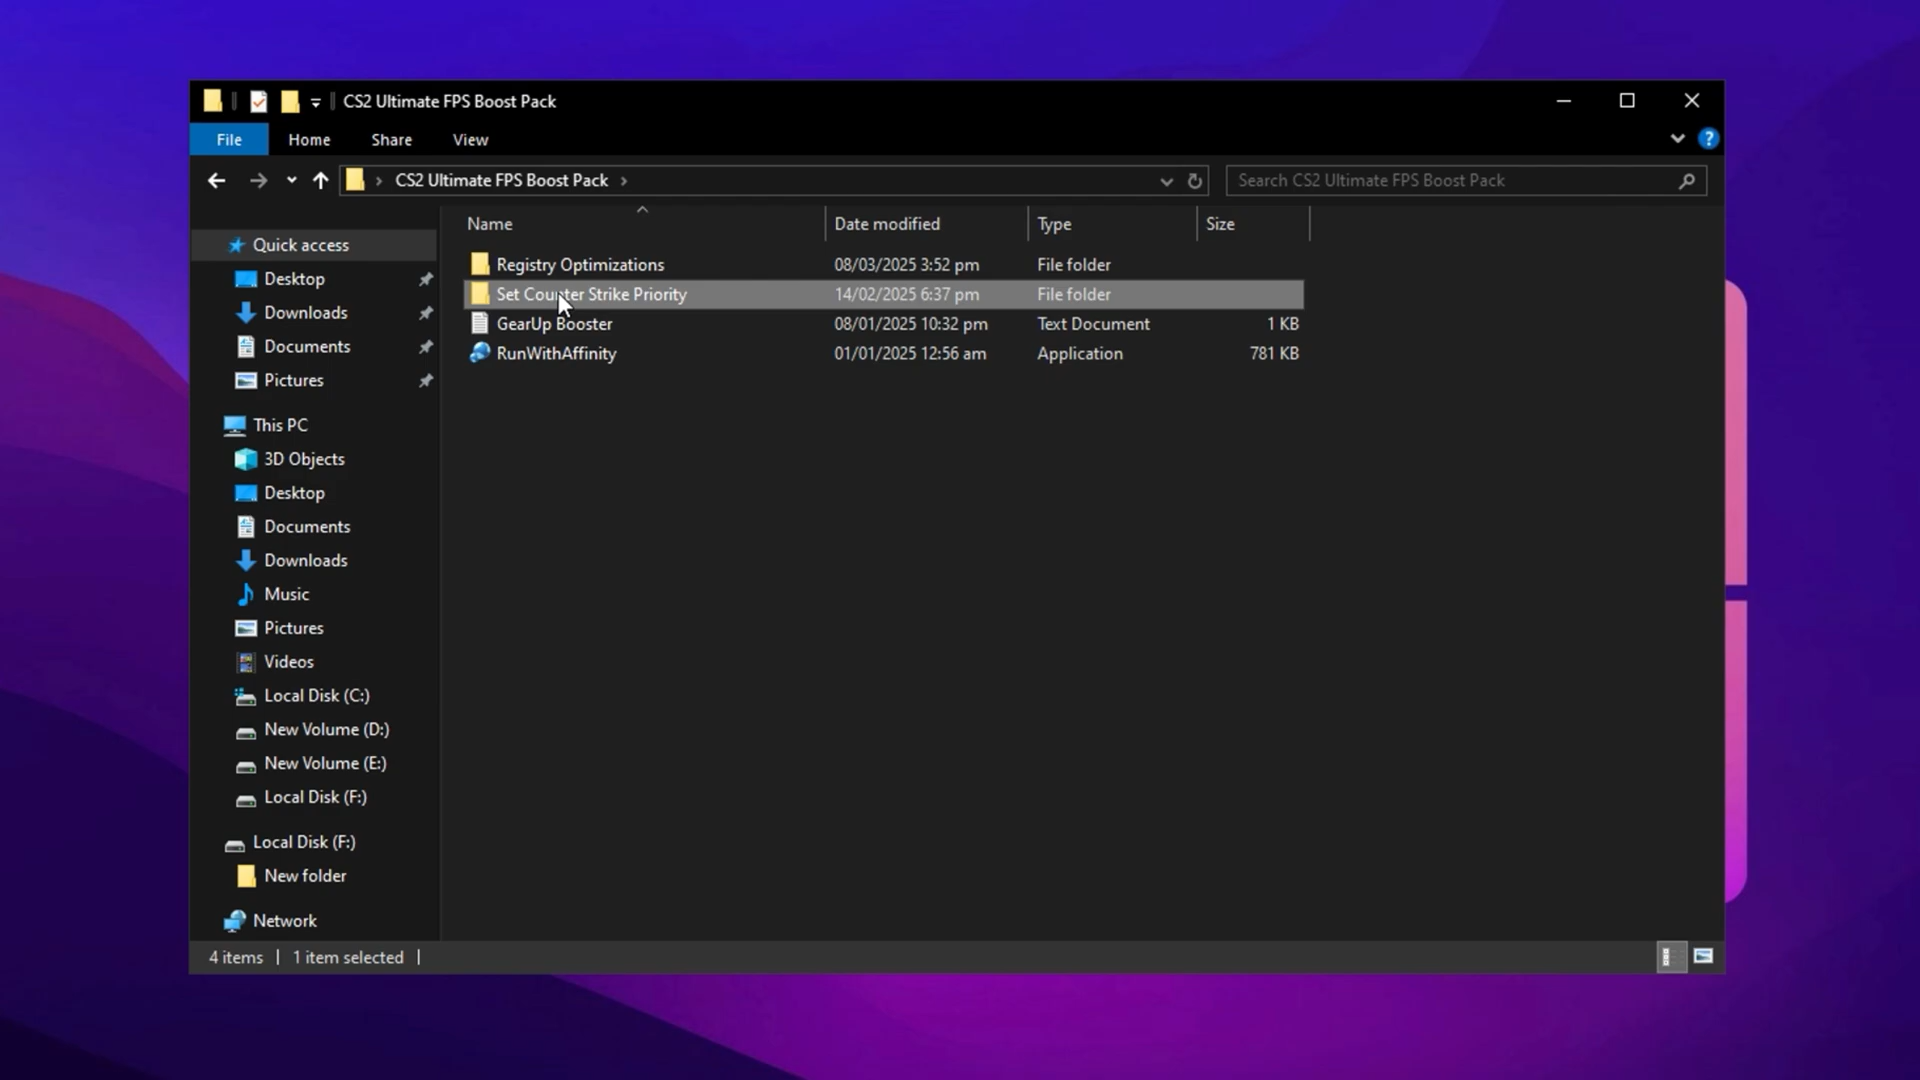 CS2 Ultimate FPS Boost Pack
File Home Share View
CS2 Ultimate FPS Boost Pack
Search CS2 Ultimate FPS Boost Pack
Name Date modified Type Size
Registry Optimizations 08/03/2025 3:52 pm File folder
Set Counter Strike Priority 14/02/2025 6:37 pm File folder
GearUp Booster 08/01/2025 10:32 pm Text Document 1 KB
RunWithAffinity 01/01/2025 12:56 am Application 781 KB
Quick access
Desktop
Downloads
Documents
Pictures
This PC
3D Objects
Desktop
Documents
Downloads
Music
Pictures
Videos
Local Disk (C:)
New Volume (D:)
New Volume (E:)
Local Disk (F:)
Local Disk (F:)
New folder
Network
4 items 1 item selected